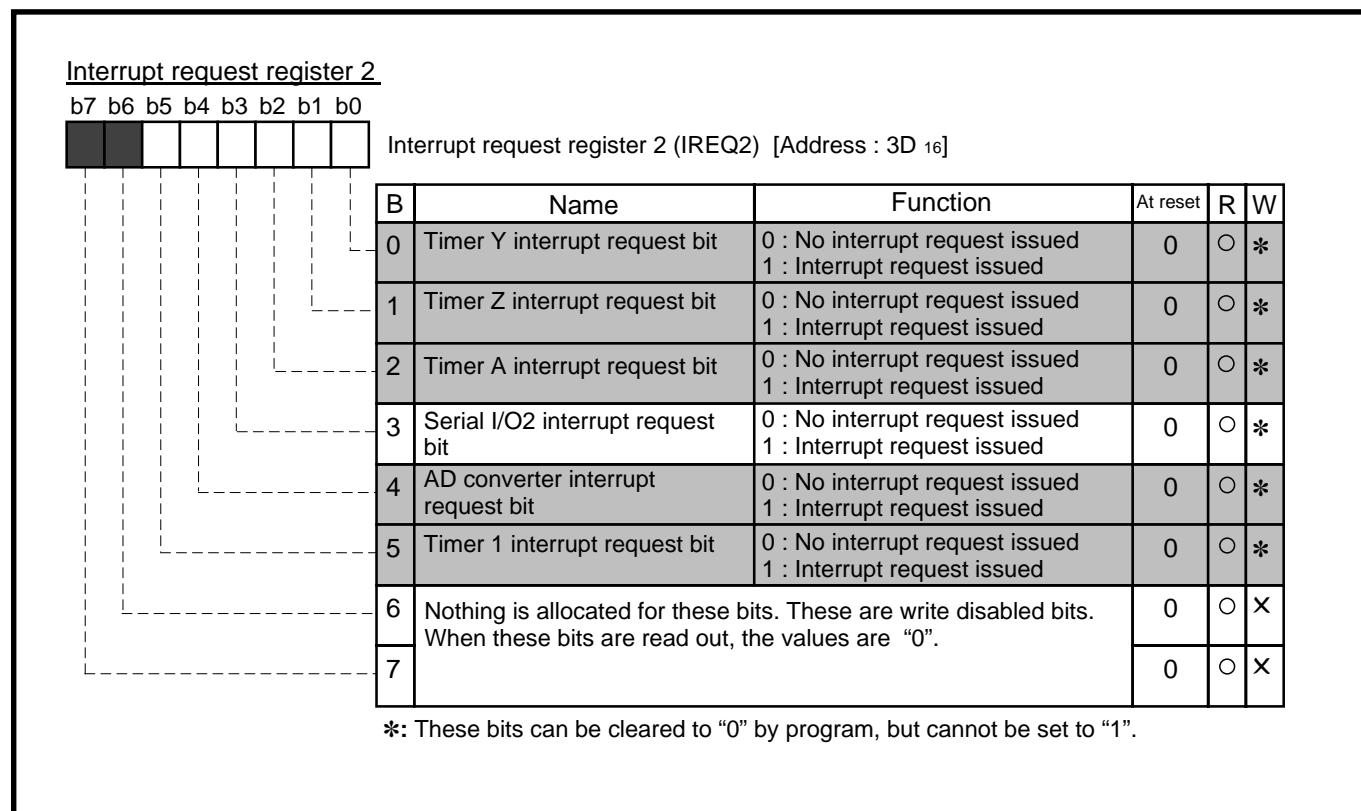 Interrupt request register 2
b7 b6 b5 b4 b3 b2 b1 b0
Interrupt request register 2 (IREQ2) [Address : 3D 16]
B Name Function At reset R W
0 Timer Y interrupt request bit 0 : No interrupt request issued 0 ○ ✻
1 : Interrupt request issued
1 Timer Z interrupt request bit 0 : No interrupt request issued 0 ○ ✻
1 : Interrupt request issued
2 Timer A interrupt request bit 0 : No interrupt request issued 0 ○ ✻
1 : Interrupt request issued
3 Serial I/O2 interrupt request 0 : No interrupt request issued 0 ○ ✻
bit 1 : Interrupt request issued
4 AD converter interrupt 0 : No interrupt request issued 0 ○ ✻
request bit 1 : Interrupt request issued
5 Timer 1 interrupt request bit 0 : No interrupt request issued 0 ○ ✻
1 : Interrupt request issued
6 Nothing is allocated for these bits. These are write disabled bits. 0 ○ ×
When these bits are read out, the values are “0”.
7 0 ○ ×
✻: These bits can be cleared to “0” by program, but cannot be set to “1”.